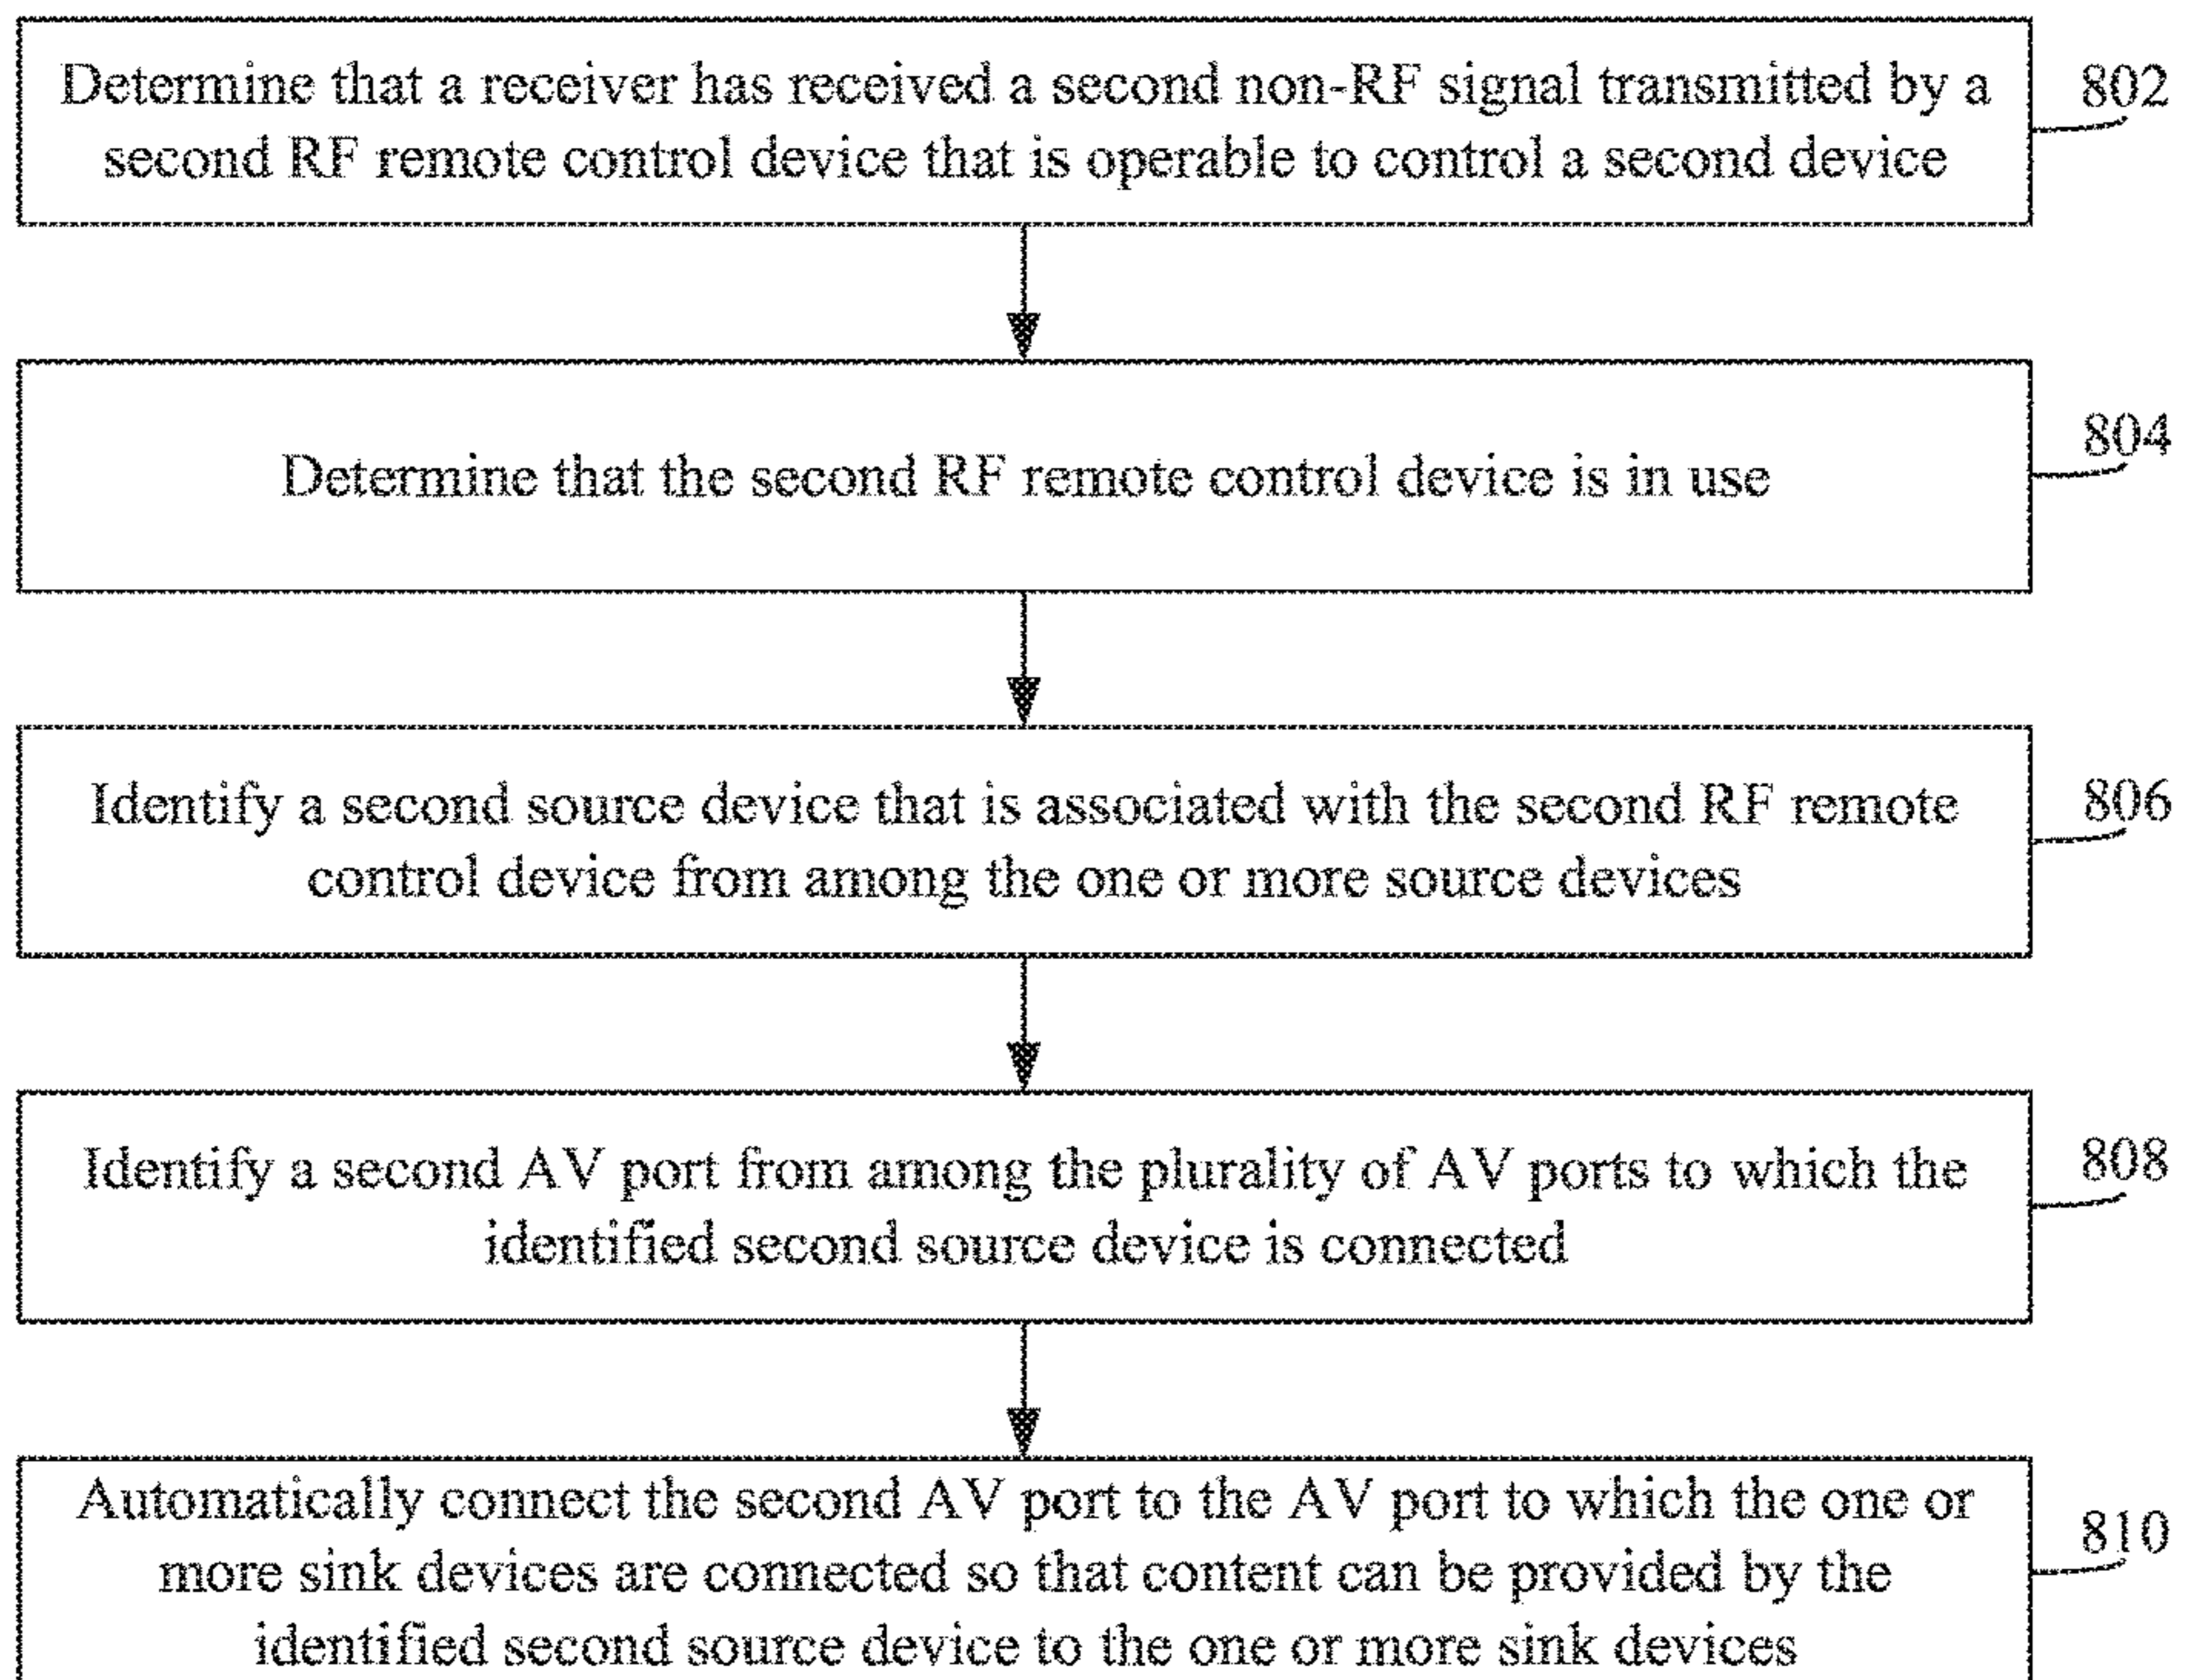 Determine that a receiver has received a second non-RF signal transmitted by a
second RF remote control device that is operable to control a second device
802
Determine that the second RF remote control device is in use
804
Identify a second source device that is associated with the second RF remote
control device from among the one or more source devices
806
Identify a second AV port from among the plurality of AV ports to which the
identified second source device is connected
808
Automatically connect the second AV port to the AV port to which the one or
more sink devices are connected so that content can be provided by the
identified second source device to the one or more sink devices
810